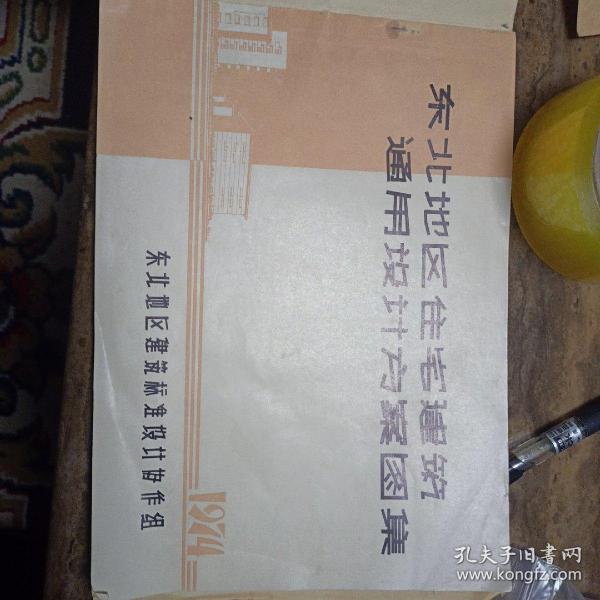 东北地区住宅建筑
通用设计方案图集
1974
东北地区建筑标准设计协作组
孔夫子旧书网
www.kongfz.com